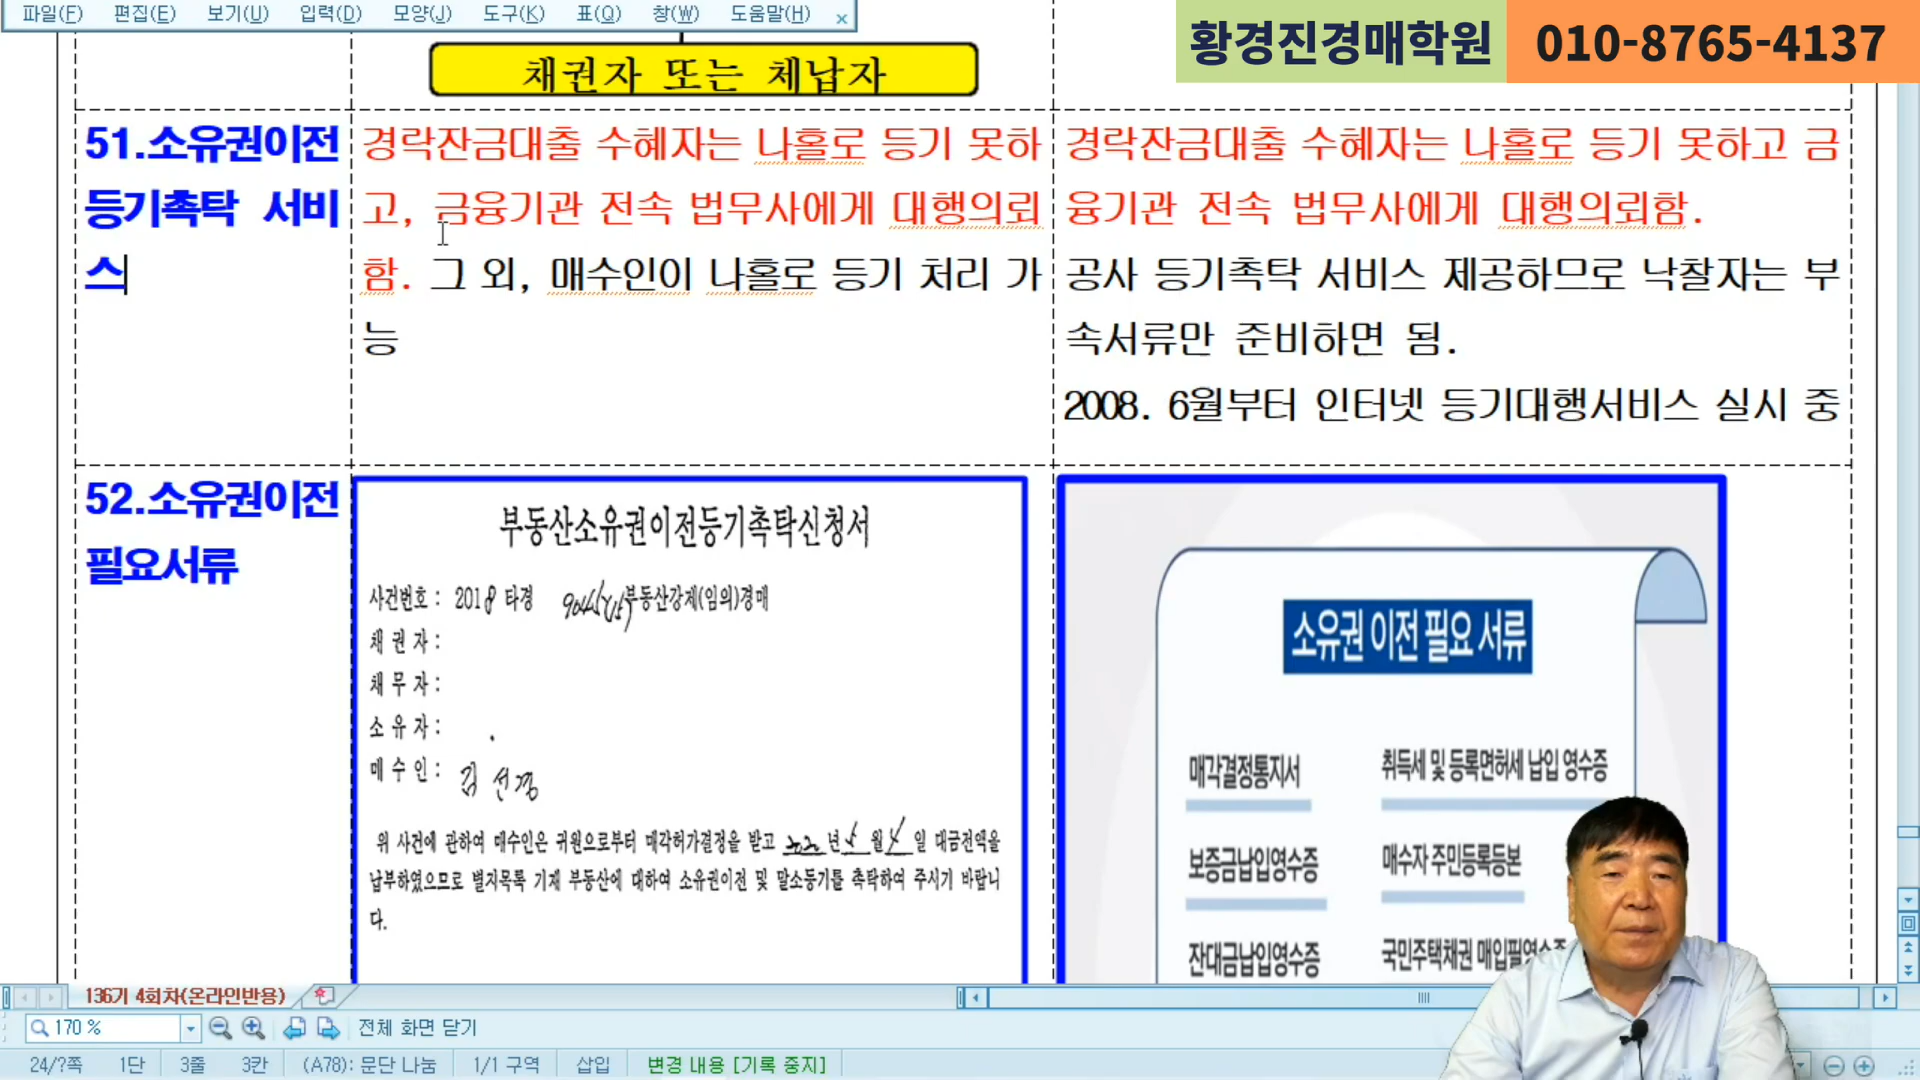 파일(F) 편집(E) 보기(U) 입력(D) 모양(J) 도구(K) 표(Q) 창(W) 도움말(H)
황경진경매학원 010-8765-4137
채권자 또는 체납자
51.소유권이전
등기촉탁 서비
스
경락잔금대출 수혜자는 나홀로 등기 못하
고, 금융기관 전속 법무사에게 대행의뢰
함. 그 외, 매수인이 나홀로 등기 처리 가
능
경락잔금대출 수혜자는 나홀로 등기 못하고 금
융기관 전속 법무사에게 대행의뢰함.
공사 등기촉탁 서비스 제공하므로 낙찰자는 부
속서류만 준비하면 됨.
2008. 6월부터 인터넷 등기대행서비스 실시 중
52.소유권이전
필요서류
부동산소유권이전등기촉탁신청서
사건번호 : 2018 타경 부동산강제(임의)경매
채 권 자 :
채 무 자 :
소 유 자 :
매 수 인 : 김 선경
위 사건에 관하여 매수인은 귀원으로부터 매각허가결정을 받고 년 월 일 대금전액을
납부하였으므로 별지목록 기재 부동산에 대하여 소유권이전 및 말소등기를 촉탁하여 주시기 바랍니
다.
소유권 이전 필요 서류
매각결정통지서 취득세 및 등록면허세 납입 영수증
보증금납입영수증 매수자 주민등록등본
잔대금납입영수증 국민주택채권 매입필영수증
136기 4회차(온라인반용)
170 % 전체 화면 닫기
24/?쪽 1단 3줄 3칸 (A78): 문단 나눔 1/1 구역 삽입 변경 내용 [기록 중지]